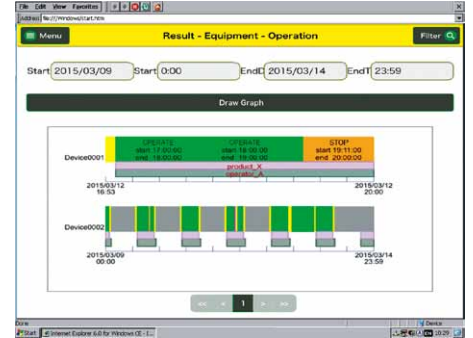 File Edit View Favorites
Address file://\Windows\start.htm
Menu Result - Equipment - Operation Filter
Start 2015/03/09 Start 0:00 EndD 2015/03/14 EndT 23:59
Draw Graph
OPERATE OPERATE STOP
start 17:00:00 start 18:00:00 start 19:11:00
end 18:00:00 end 19:00:00 end 20:00:00
Device0001
product_X
operator_A
2015/03/12 2015/03/12
16:53 20:00
Device0002
2015/03/09 2015/03/14
00:00 23:59
<< < 1 > >>
Done Device
Start Internet Explorer 6.0 for Windows CE - [... 10:29